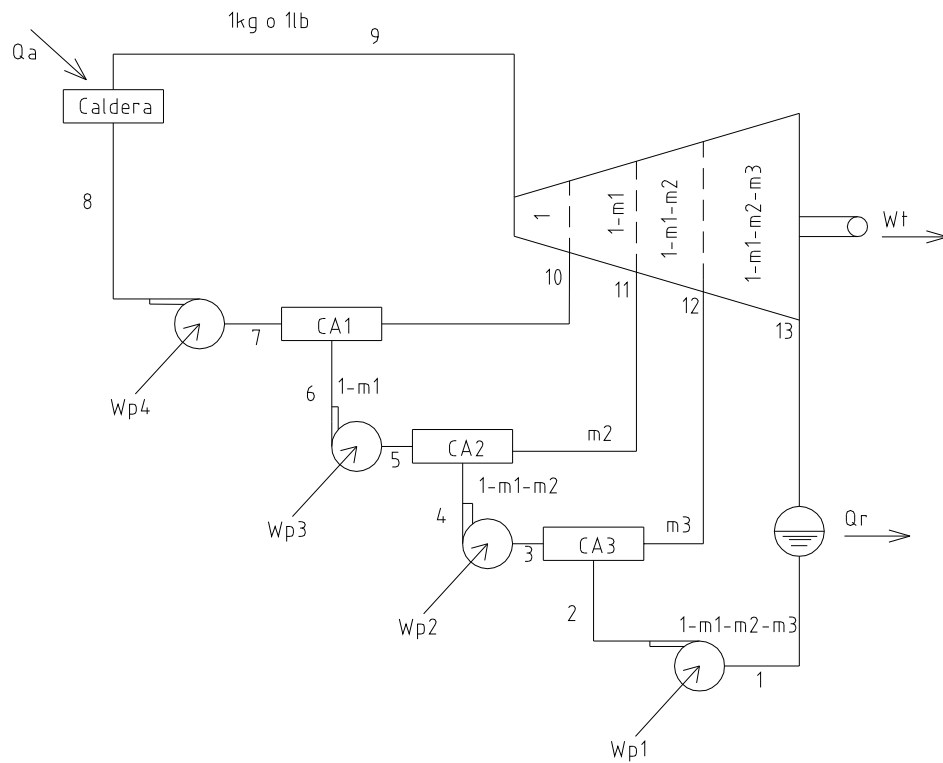 1kg o 1lb
9
Qa
Caldera
8
1
1-m1
1-m1-m2
1-m1-m2-m3
Wt
10
11
12
13
7
CA1
Wp4
6
1-m1
m2
5
CA2
Wp3
1-m1-m2
4
m3
Qr
3
CA3
Wp2
2
1-m1-m2-m3
1
Wp1